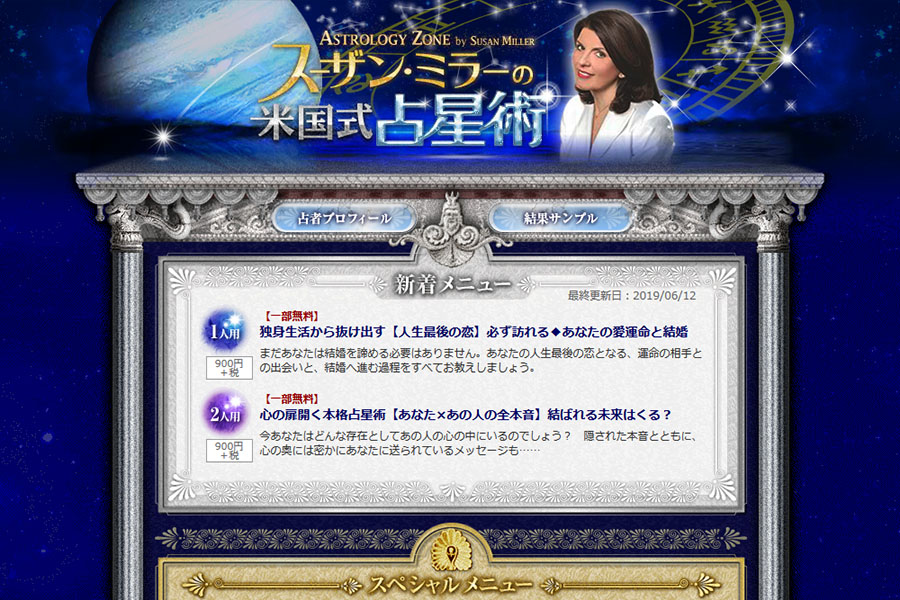 ASTROLOGY ZONE by SUSAN MILLER
スーザン・ミラーの
米国式占星術
占者プロフィール
結果サンプル
新着メニュー
最終更新日：2019/06/12
1人用
900円
+税
【一部無料】
独身生活から抜け出す【人生最後の恋】必ず訪れる◆あなたの愛運命と結婚
まだあなたは結婚を諦める必要はありません。あなたの人生最後の恋となる、運命の相手と
の出会いと、結婚へ進む過程をすべてお教えしましょう。
2人用
900円
+税
【一部無料】
心の扉開く本格占星術【あなた×あの人の全本音】結ばれる未来はくる？
今あなたはどんな存在としてあの人の心の中にいるのでしょう？　隠された本音とともに、
心の奥には密かにあなたに送られているメッセージも……
スペシャルメニュー